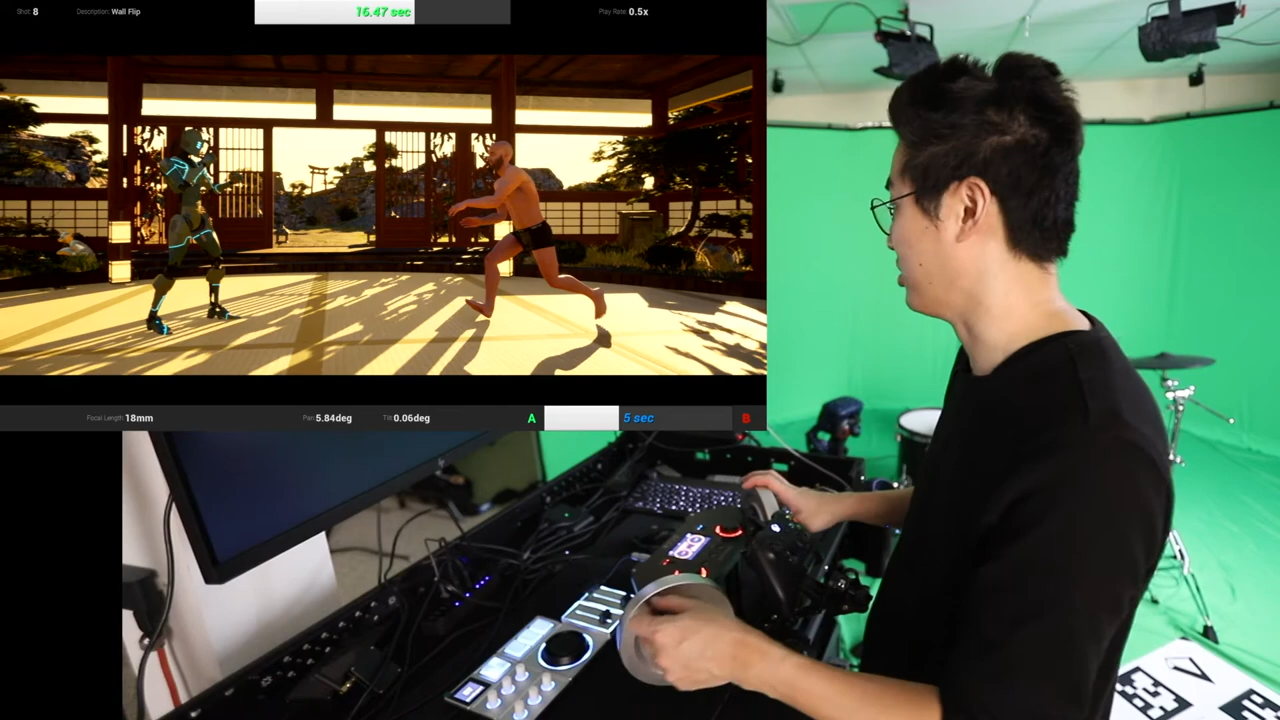 Shot: 8 Description: Wall Flip 16.47 sec Play Rate: 0.5x
Focal Length 18mm Pan 5.84deg Tilt 0.06deg A 5 sec B